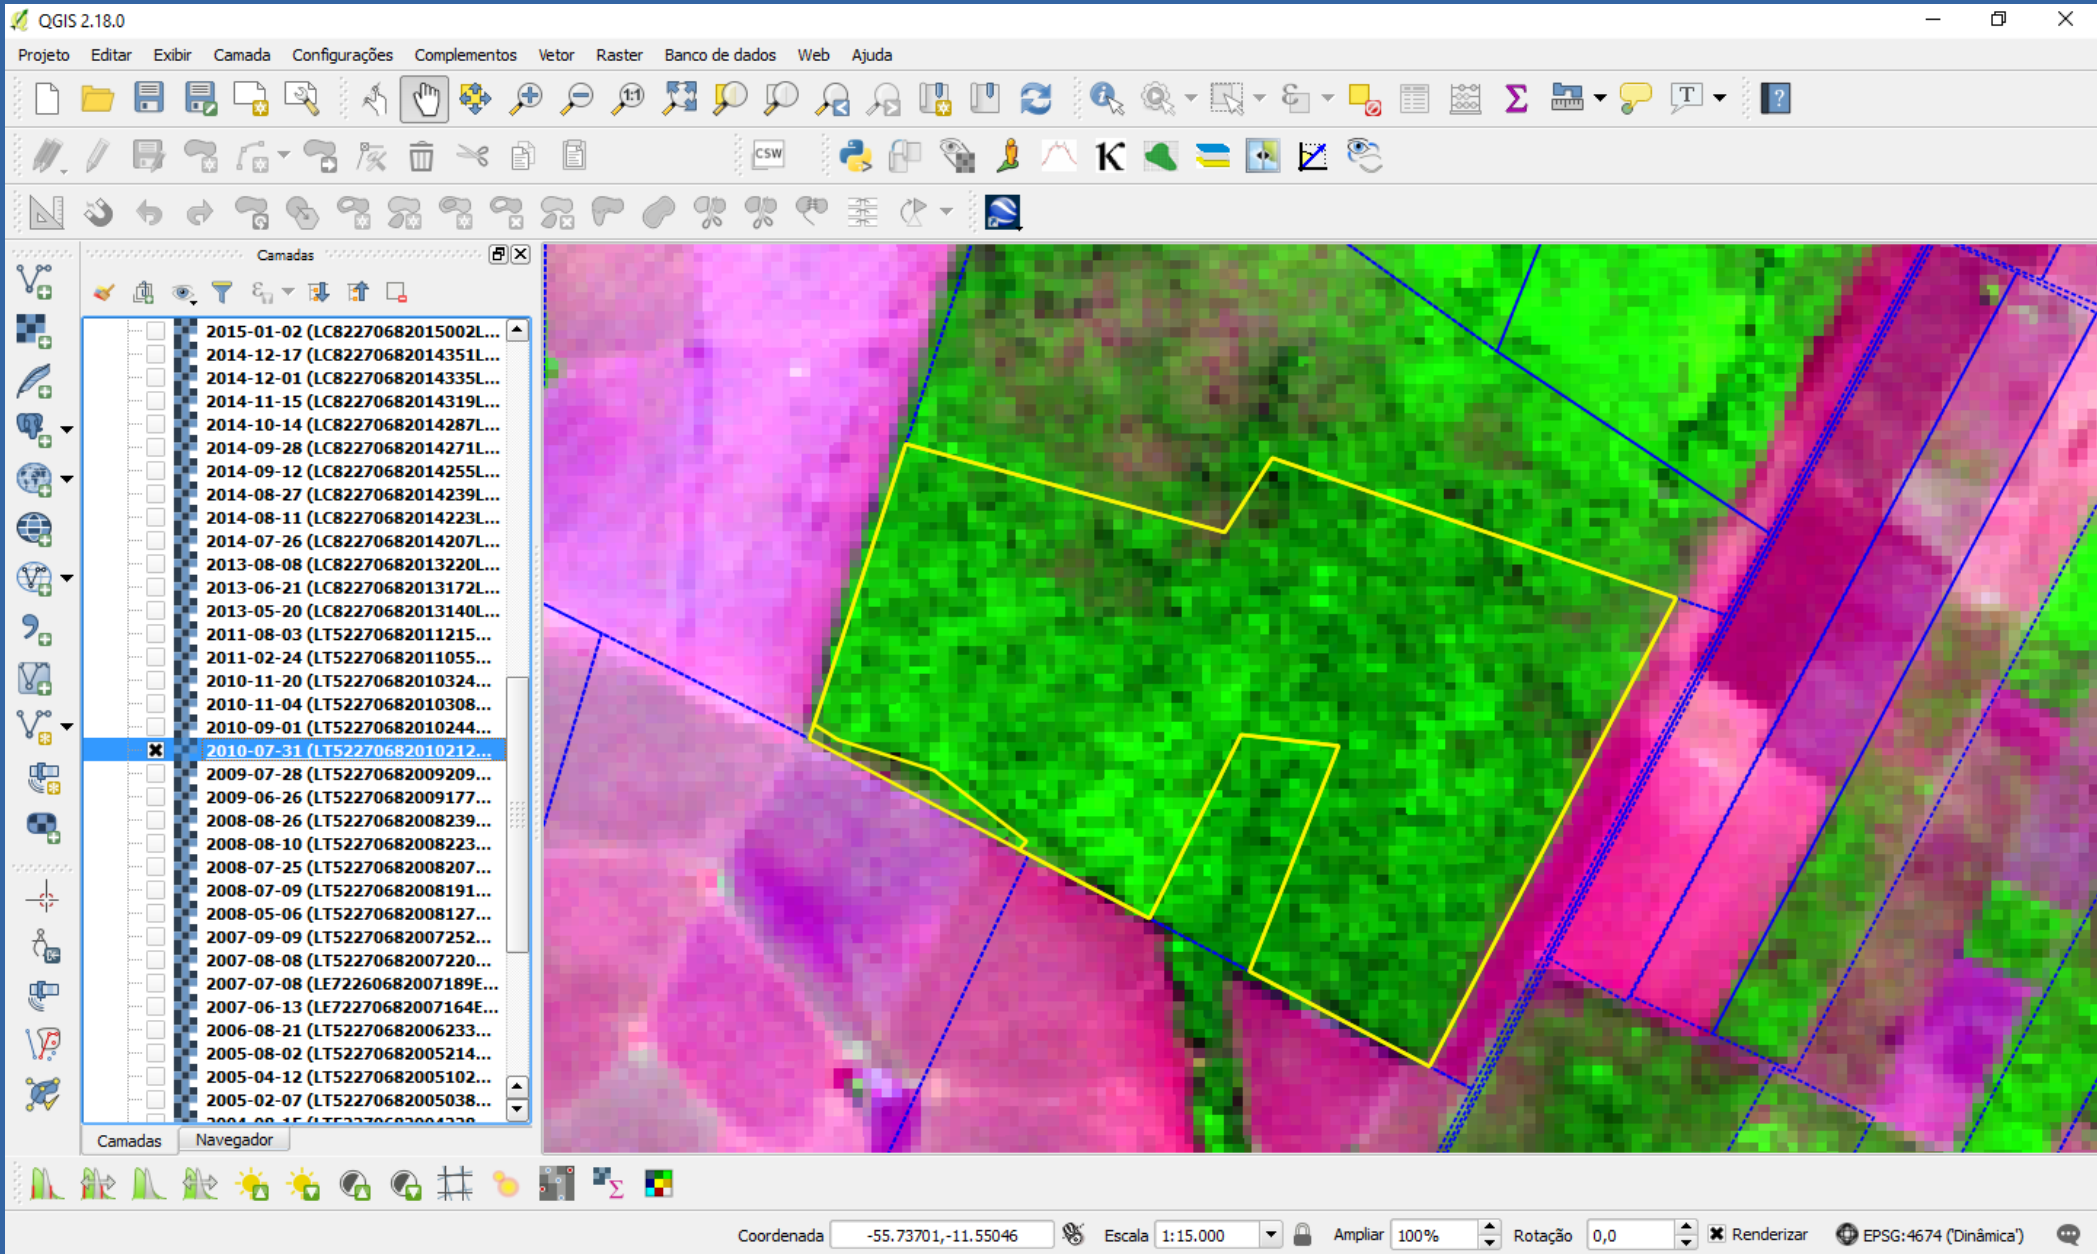 QGIS 2.18.0
Projeto Editar Exibir Camada Configurações Complementos Vetor Raster Banco de dados Web Ajuda
1:1 Σ T ?
CSW K
Camadas
2015-01-02 (LC82270682015002L...
2014-12-17 (LC82270682014351L...
2014-12-01 (LC82270682014335L...
2014-11-15 (LC82270682014319L...
2014-10-14 (LC82270682014287L...
2014-09-28 (LC82270682014271L...
2014-09-12 (LC82270682014255L...
2014-08-27 (LC82270682014239L...
2014-08-11 (LC82270682014223L...
2014-07-26 (LC82270682014207L...
2013-08-08 (LC82270682013220L...
2013-06-21 (LC82270682013172L...
2013-05-20 (LC82270682013140L...
2011-08-03 (LT52270682011215...
2011-02-24 (LT52270682011055...
2010-11-20 (LT52270682010324...
2010-11-04 (LT52270682010308...
2010-09-01 (LT52270682010244...
2010-07-31 (LT52270682010212...
2009-07-28 (LT52270682009209...
2009-06-26 (LT52270682009177...
2008-08-26 (LT52270682008239...
2008-08-10 (LT52270682008223...
2008-07-25 (LT52270682008207...
2008-07-09 (LT52270682008191...
2008-05-06 (LT52270682008127...
2007-09-09 (LT52270682007252...
2007-08-08 (LT52270682007220...
2007-07-08 (LE72260682007189E...
2007-06-13 (LE72270682007164E...
2006-08-21 (LT52270682006233...
2005-08-02 (LT52270682005214...
2005-04-12 (LT52270682005102...
2005-02-07 (LT52270682005038...
Camadas Navegador
Σ
Coordenada -55.73701,-11.55046 Escala 1:15.000 Ampliar 100% Rotação 0,0 Renderizar EPSG:4674 ('Dinâmica')